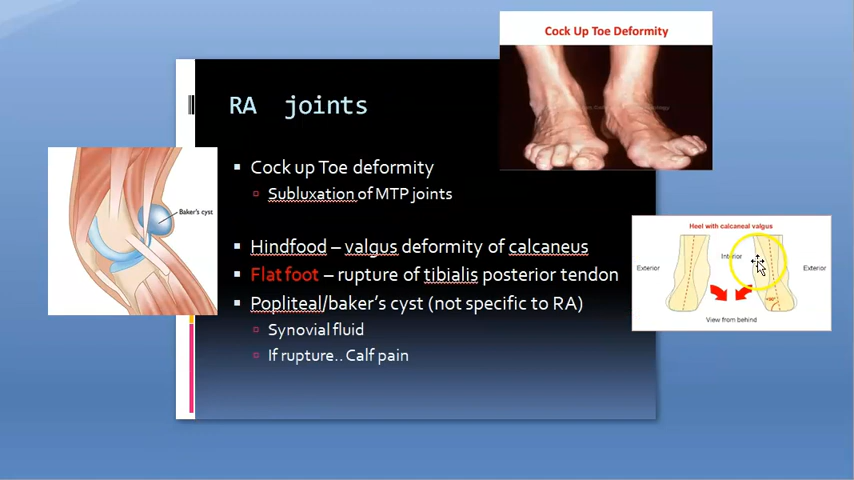 Cock Up Toe Deformity
RA joints
Cock up Toe deformity
Subluxation of MTP joints
Baker's cyst
Hindfood – valgus deformity of calcaneus
Flat foot – rupture of tibialis posterior tendon
Popliteal/baker's cyst (not specific to RA)
Synovial fluid
If rupture.. Calf pain
Heel with calcaneal valgus
Interior
Exterior
Exterior
View from behind